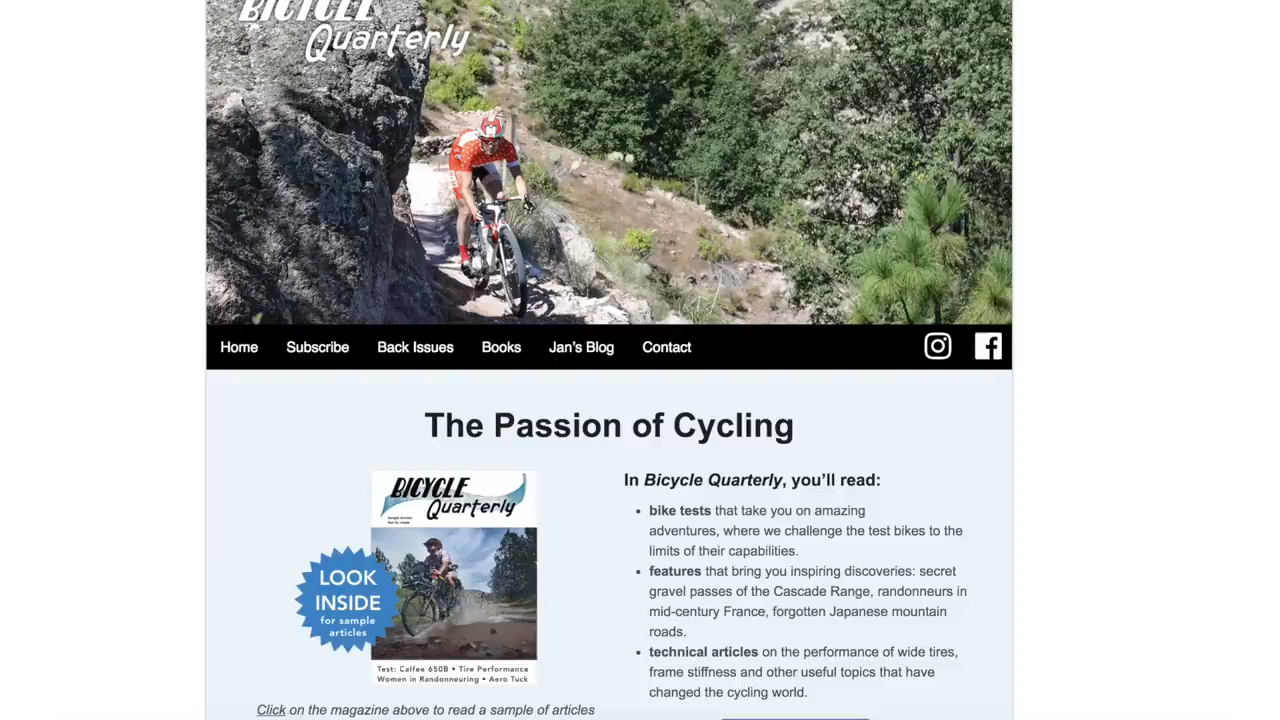 BICYCLE
Quarterly
Home Subscribe Back Issues Books Jan's Blog Contact
The Passion of Cycling
BICYCLE
Quarterly
LOOK
INSIDE
for sample
articles
Test: Calfee 650B • Tire Performance
Women in Randonneuring • Aero Tuck
Click on the magazine above to read a sample of articles
In Bicycle Quarterly, you'll read:
• bike tests that take you on amazing
adventures, where we challenge the test bikes to the
limits of their capabilities.
• features that bring you inspiring discoveries: secret
gravel passes of the Cascade Range, randonneurs in
mid-century France, forgotten Japanese mountain
roads.
• technical articles on the performance of wide tires,
frame stiffness and other useful topics that have
changed the cycling world.